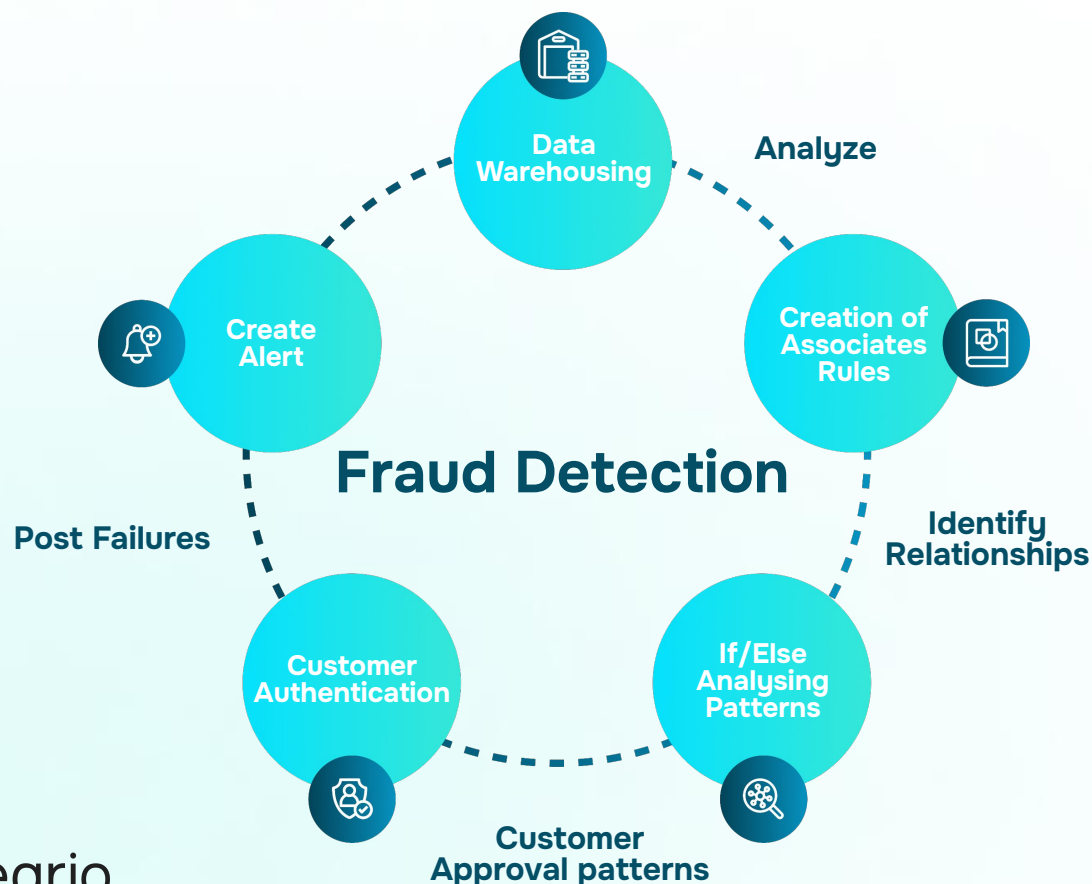 Data
Warehousing
Analyze
Creation of
Associates
Rules
Create
Alert
Fraud Detection
Identify
Relationships
Post Failures
If/Else
Analysing
Patterns
Customer
Authentication
Customer
Approval patterns